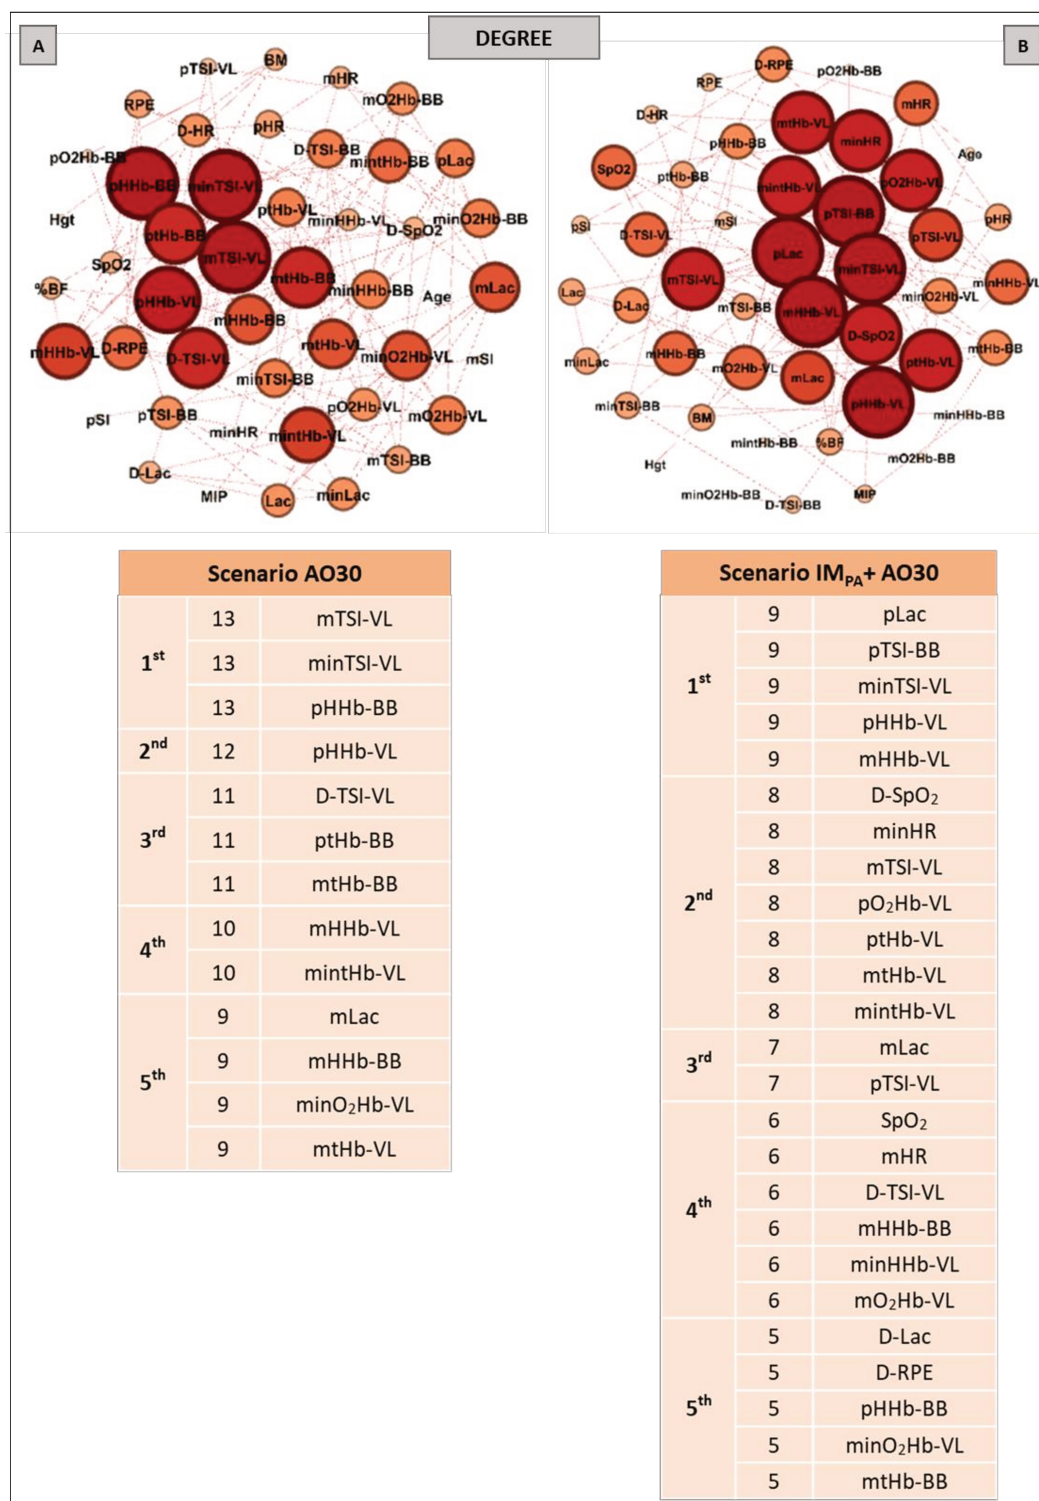 DEGREE
A
B
pTSI-VL
BM
mHR
RPE
mO2Hb-BB
D-HR
pHR
pO2Hb-BB
D-TSI-BB
mintHb-BB
pLac
pHHb-BB
minTSI-VL
Hgt
ptHb-VL
minHHb-VL
D-SpO2
minO2Hb-BB
ptHb-BB
SpO2
mTSI-VL
mtHb-BB
%BF
pHHb-VL
minHHb-BB
Age
mLac
mHHb-BB
mHHb-VL
D-RPE
D-TSI-VL
mtHb-VL
minO2Hb-VL
mSI
minTSI-BB
pO2Hb-VL
pSI
pTSI-BB
minHR
mintHb-VL
mO2Hb-VL
mTSI-BB
D-Lac
MIP
Lac
minLac
D-RPE
pO2Hb-BB
RPE
mHR
D-HR
mtHb-VL
minHR
pHHb-BB
Age
SpO2
ptHb-BB
mintHb-VL
pO2Hb-VL
pSI
mSI
pTSI-BB
pHR
D-TSI-VL
pTSI-VL
pLac
mTSI-VL
minTSI-VL
minHHb-VL
Lac
D-Lac
mTSI-BB
minO2Hb-VL
mHHb-VL
D-SpO2
mHHb-BB
mtHb-BB
minLac
mO2Hb-VL
ptHb-VL
mLac
minTSI-BB
BM
pHHb-VL
minHHb-BB
mintHb-BB
%BF
mO2Hb-BB
Hgt
minO2Hb-BB
D-TSI-BB
MIP
Scenario AO30
1st
13 mTSI-VL
13 minTSI-VL
13 pHHb-BB
2nd 12 pHHb-VL
3rd
11 D-TSI-VL
11 ptHb-BB
11 mtHb-BB
4th
10 mHHb-VL
10 mintHb-VL
5th
9 mLac
9 mHHb-BB
9 minO₂Hb-VL
9 mtHb-VL
Scenario IMPA+ AO30
1st
9 pLac
9 pTSI-BB
9 minTSI-VL
9 pHHb-VL
9 mHHb-VL
2nd
8 D-SpO₂
8 minHR
8 mTSI-VL
8 pO₂Hb-VL
8 ptHb-VL
8 mtHb-VL
8 mintHb-VL
3rd
7 mLac
7 pTSI-VL
4th
6 SpO₂
6 mHR
6 D-TSI-VL
6 mHHb-BB
6 minHHb-VL
6 mO₂Hb-VL
5th
5 D-Lac
5 D-RPE
5 pHHb-BB
5 minO₂Hb-VL
5 mtHb-BB